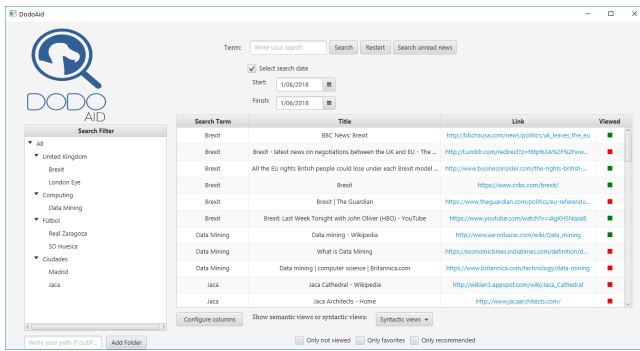 DodoAid
Term: Write your search Search Restart Search unread news
Select search date
Start: 1/06/2018
Finish: 1/06/2018
DODO
AID
Search Filter
All
United Kingdom
Brexit
London Eye
Computing
Data Mining
Fútbol
Real Zaragoza
SD Huesca
Ciudades
Madrid
Jaca
Write your path (F/subF... Add Folder
Search Term Title Link Viewed
Brexit BBC News: Brexit http://bbchausa.com/news/politics/uk_leaves_the_eu
Brexit Brexit - latest news on negotiations between the UK and EU - The ... http://t.umblr.com/redirect?z=http%3A%2F%2Fww...
Brexit All the EU rights British people could lose under each Brexit model ... http://www.businessinsider.com/the-rights-british-...
Brexit Brexit https://www.cnbc.com/brexit/
Brexit Brexit | The Guardian https://www.theguardian.com/politics/eu-referendu...
Brexit Brexit: Last Week Tonight with John Oliver (HBO) - YouTube https://www.youtube.com/watch?v=iAgKHSNqxa8
Data Mining Data mining - Wikipedia http://www.aaronbazar.com/wiki/Data_mining
Data Mining What is Data Mining https://economictimes.indiatimes.com/definition/d...
Data Mining Data mining | computer science | Britannica.com https://www.britannica.com/technology/data-mining
Jaca Jaca Cathedral - Wikipedia http://wikien3.appspot.com/wiki/Jaca_Cathedral
Jaca Jaca Architects - Home http://www.jacaarchitects.com/
Configure columns Show semantic views or syntactic views: Syntactic views
Only not viewed Only favorites Only recommended